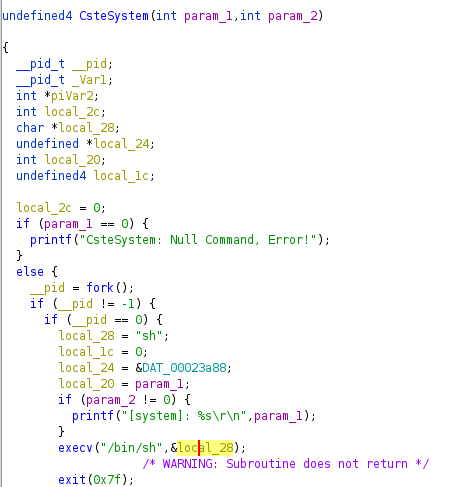 undefined4 CsteSystem(int param_1,int param_2)
{
__pid_t __pid;
__pid_t _Var1;
int *piVar2;
int local_2c;
char *local_28;
undefined *local_24;
int local_20;
undefined4 local_1c;
local_2c = 0;
if (param_1 == 0) {
printf("CsteSystem: Null Command, Error!");
}
else {
__pid = fork();
if (__pid != -1) {
if (__pid == 0) {
local_28 = "sh";
local_1c = 0;
local_24 = &DAT_00023a88;
local_20 = param_1;
if (param_2 != 0) {
printf("[system]: %s\r\n",param_1);
}
execv("/bin/sh",&local_28);
/* WARNING: Subroutine does not return */
exit(0x7f);